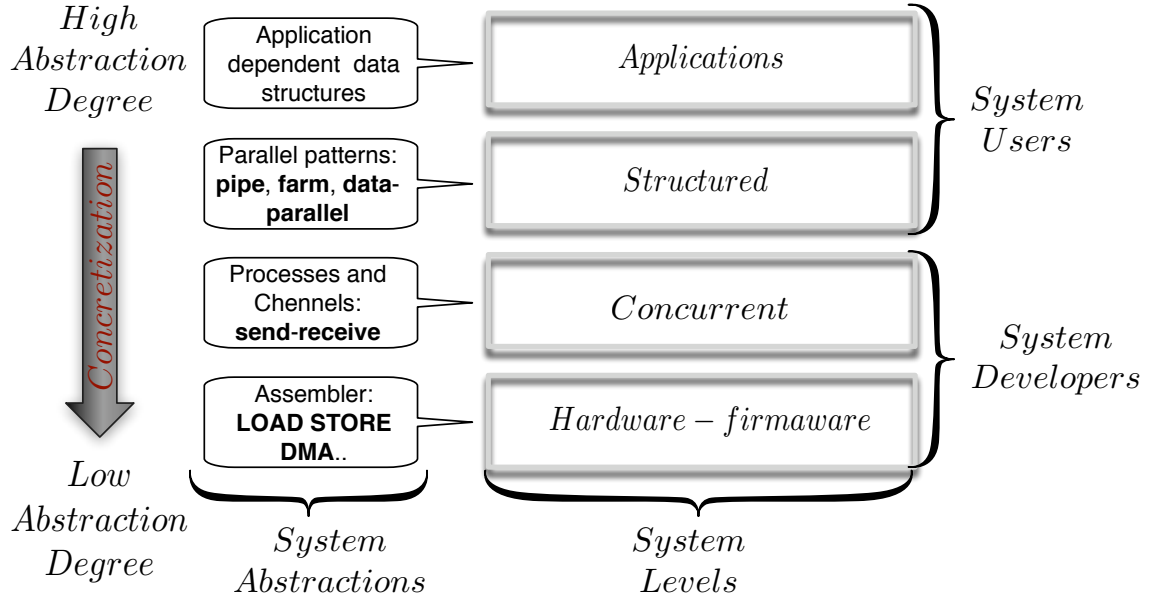 High
Abstraction
Degree
Application
dependent data
structures
Applications
System
Users
Parallel patterns:
pipe, farm, data-
parallel
Structured
Concretization
Processes and
Chennels:
send-receive
Concurrent
System
Developers
Assembler:
LOAD STORE
DMA..
Hardware – firmaware
Low
Abstraction
Degree
System
Abstractions
System
Levels